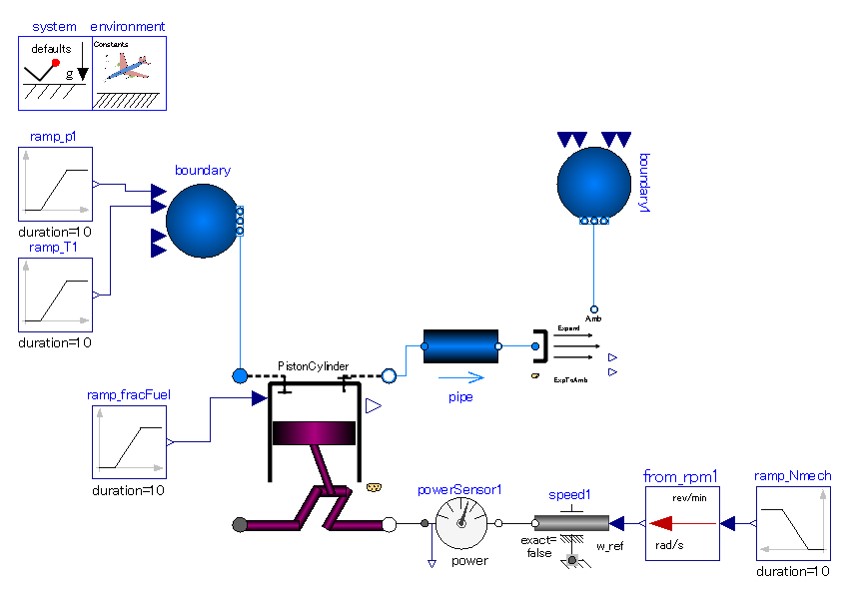 system
environment
defaults
g
Constants
ramp_p1
duration=10
boundary
boundary1
ramp_T1
duration=10
Amb
Expand
ExpToAmb
PistonCylinder
pipe
ramp_fracFuel
duration=10
powerSensor1
power
speed1
exact=
false
w_ref
from_rpm1
rev/min
rad/s
ramp_Nmech
duration=10